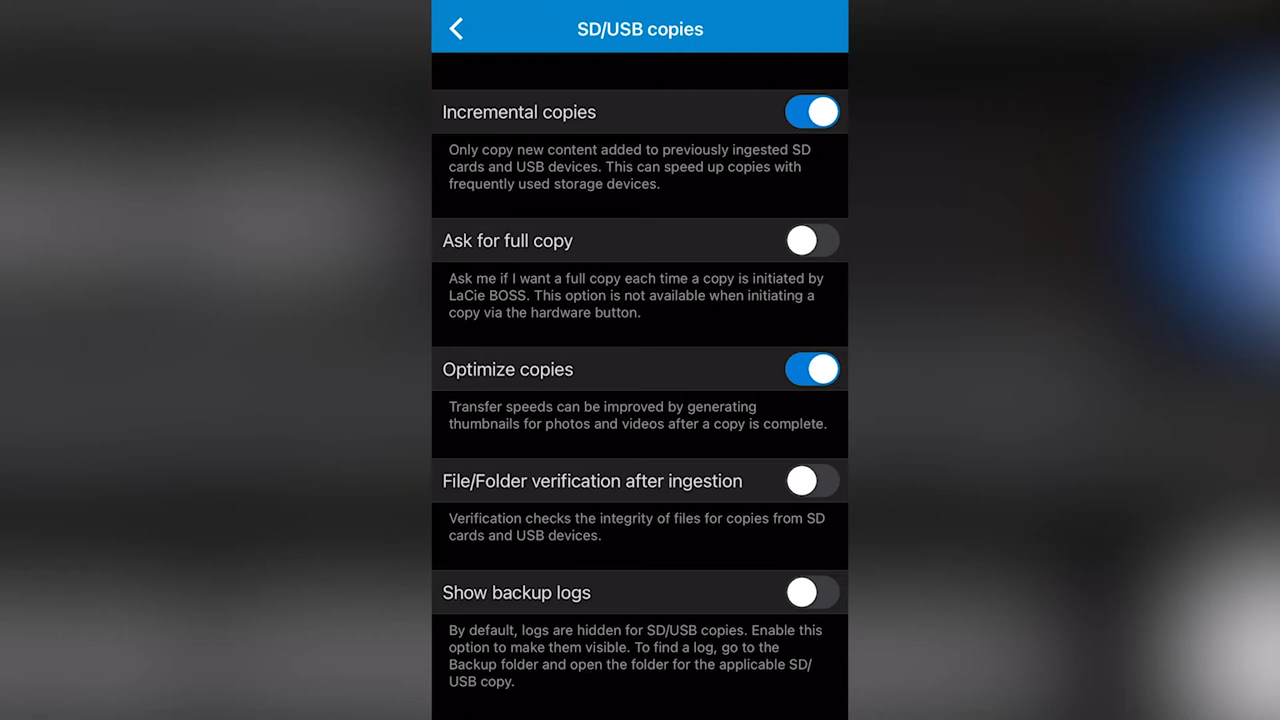 SD/USB copies
Incremental copies
Only copy new content added to previously ingested SD
cards and USB devices. This can speed up copies with
frequently used storage devices.
Ask for full copy
Ask me if I want a full copy each time a copy is initiated by
LaCie BOSS. This option is not available when initiating a
copy via the hardware button.
Optimize copies
Transfer speeds can be improved by generating
thumbnails for photos and videos after a copy is complete.
File/Folder verification after ingestion
Verification checks the integrity of files for copies from SD
cards and USB devices.
Show backup logs
By default, logs are hidden for SD/USB copies. Enable this
option to make them visible. To find a log, go to the
Backup folder and open the folder for the applicable SD/
USB copy.